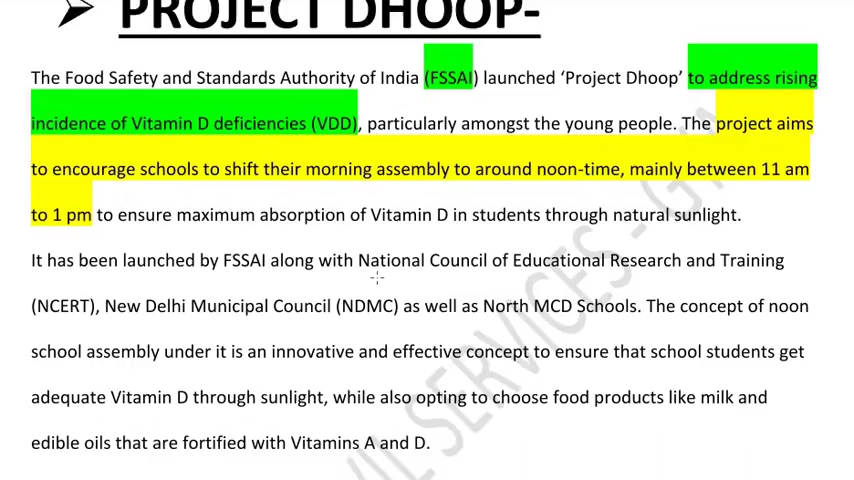 ➢ PROJECT DHOOP-
The Food Safety and Standards Authority of India (FSSAI) launched ‘Project Dhoop’ to address rising
incidence of Vitamin D deficiencies (VDD), particularly amongst the young people. The project aims
to encourage schools to shift their morning assembly to around noon-time, mainly between 11 am
to 1 pm to ensure maximum absorption of Vitamin D in students through natural sunlight.
It has been launched by FSSAI along with National Council of Educational Research and Training
(NCERT), New Delhi Municipal Council (NDMC) as well as North MCD Schools. The concept of noon
school assembly under it is an innovative and effective concept to ensure that school students get
adequate Vitamin D through sunlight, while also opting to choose food products like milk and
edible oils that are fortified with Vitamins A and D.